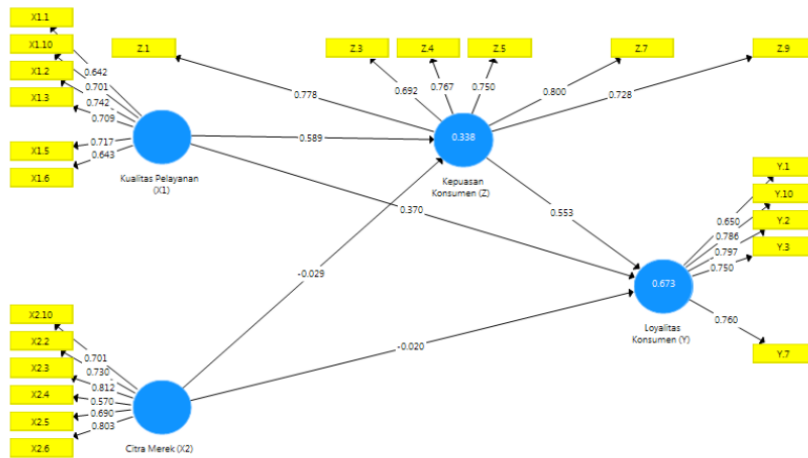 X1.1
X1.10
X1.2
X1.3
X1.5
X1.6
0.642
0.701
0.742
0.709
0.717
0.643
Kualitas Pelayanan
(X1)
Z.1
Z.3
Z.4
Z.5
Z.7
Z.9
0.778
0.692
0.767
0.750
0.800
0.728
0.589
0.338
Kepuasan
Konsumen (Z)
0.370
0.553
-0.029
-0.020
Y.1
Y.10
Y.2
Y.3
Y.7
0.650
0.786
0.797
0.750
0.760
0.673
Loyalitas
Konsumen (Y)
X2.10
X2.2
X2.3
X2.4
X2.5
X2.6
0.701
0.730
0.812
0.570
0.690
0.803
Citra Merek (X2)